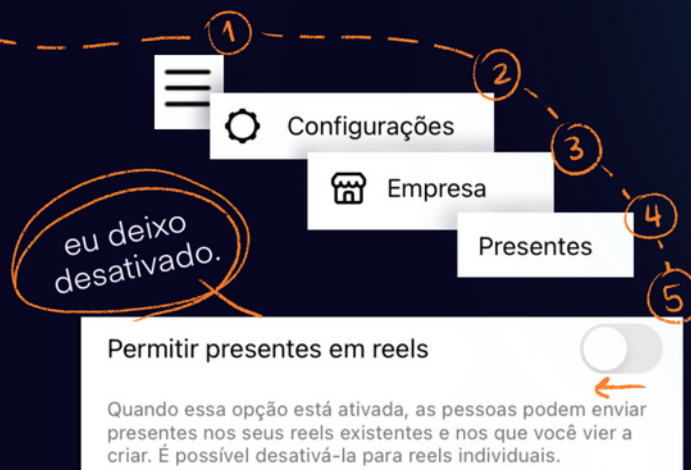 1
2
Configurações
3
Empresa
4
Presentes
5
eu deixo
desativado.
Permitir presentes em reels
Quando essa opção está ativada, as pessoas podem enviar
presentes nos seus reels existentes e nos que você vier a
criar. É possível desativá-la para reels individuais.